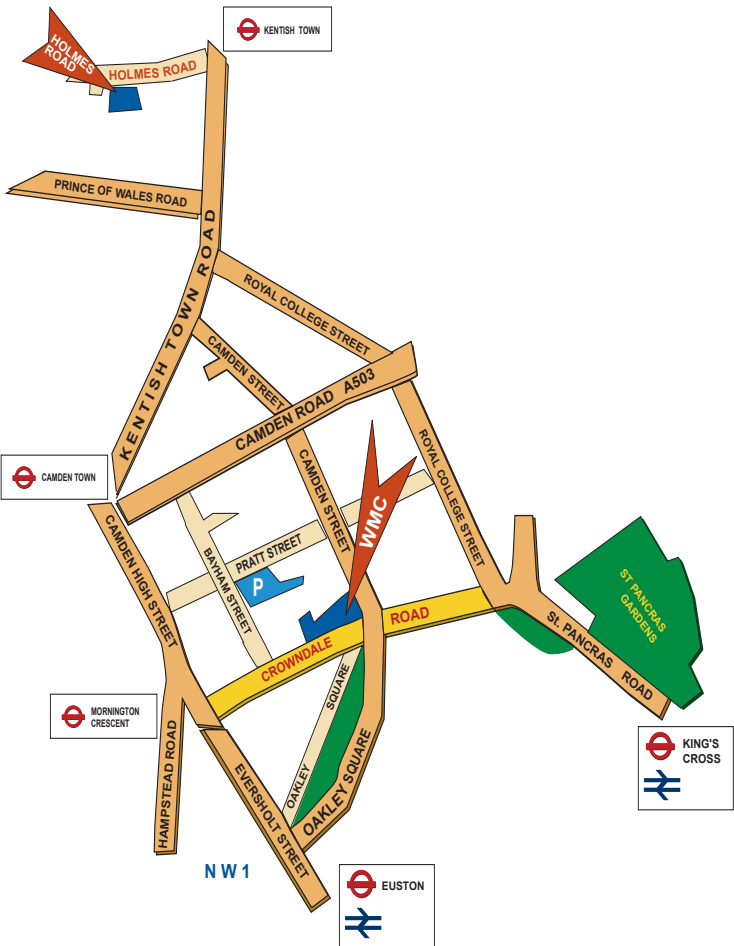 KENTISH TOWN
HOLMES
ROAD
HOLMES ROAD
PRINCE OF WALES ROAD
KENTISH TOWN ROAD
ROYAL COLLEGE STREET
CAMDEN STREET
CAMDEN ROAD A503
CAMDEN TOWN
CAMDEN STREET
ROYAL COLLEGE STREET
WMC
CAMDEN HIGH STREET
BAYHAM STREET
PRATT STREET
P
ST PANCRAS
GARDENS
CROWNDALE ROAD
St. PANCRAS ROAD
MORNINGTON
CRESCENT
OAKLEY SQUARE
HAMPSTEAD ROAD
EVERSHOLT STREET
OAKLEY SQUARE
KING'S
CROSS
N W 1
EUSTON